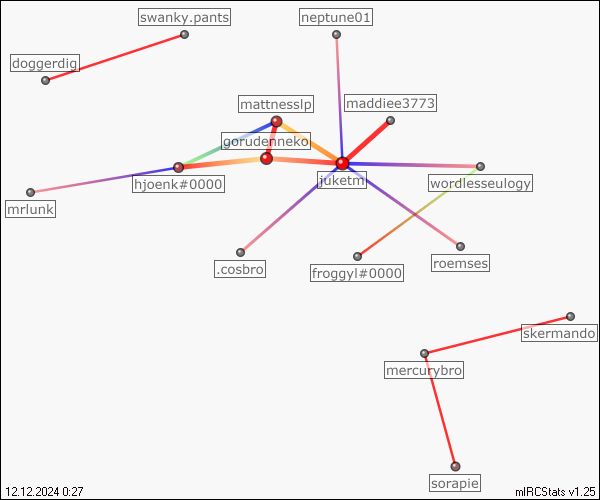 swanky.pants
neptune01
doggerdig
maddiee3773
mattnesslp
gorudenneko
juketm
hjoenk#0000
wordlesseulogy
mrlunk
.cosbro
froggyl#0000
roemses
skermando
mercurybro
sorapie
12.12.2024 0:27
mIRCStats v1.25